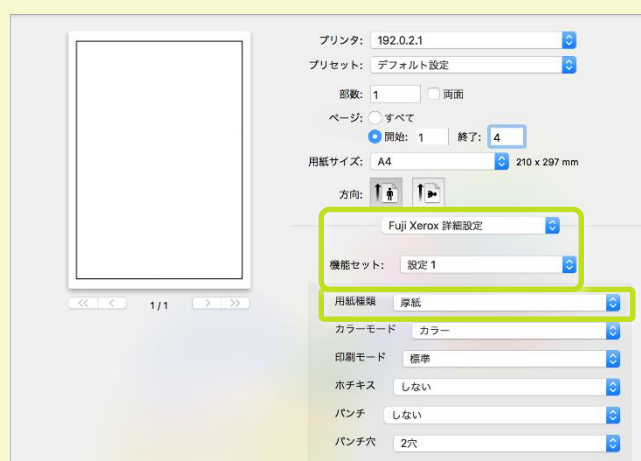 プリンタ: 192.0.2.1
プリセット: デフォルト設定
部数: 1 両面
ページ: すべて
開始: 1 終了: 4
用紙サイズ: A4 210 x 297 mm
方向:
Fuji Xerox 詳細設定
機能セット: 設定 1
<< < 1 / 1 > >>
用紙種類 厚紙
カラーモード カラー
印刷モード 標準
ホチキス しない
パンチ しない
パンチ穴 2穴